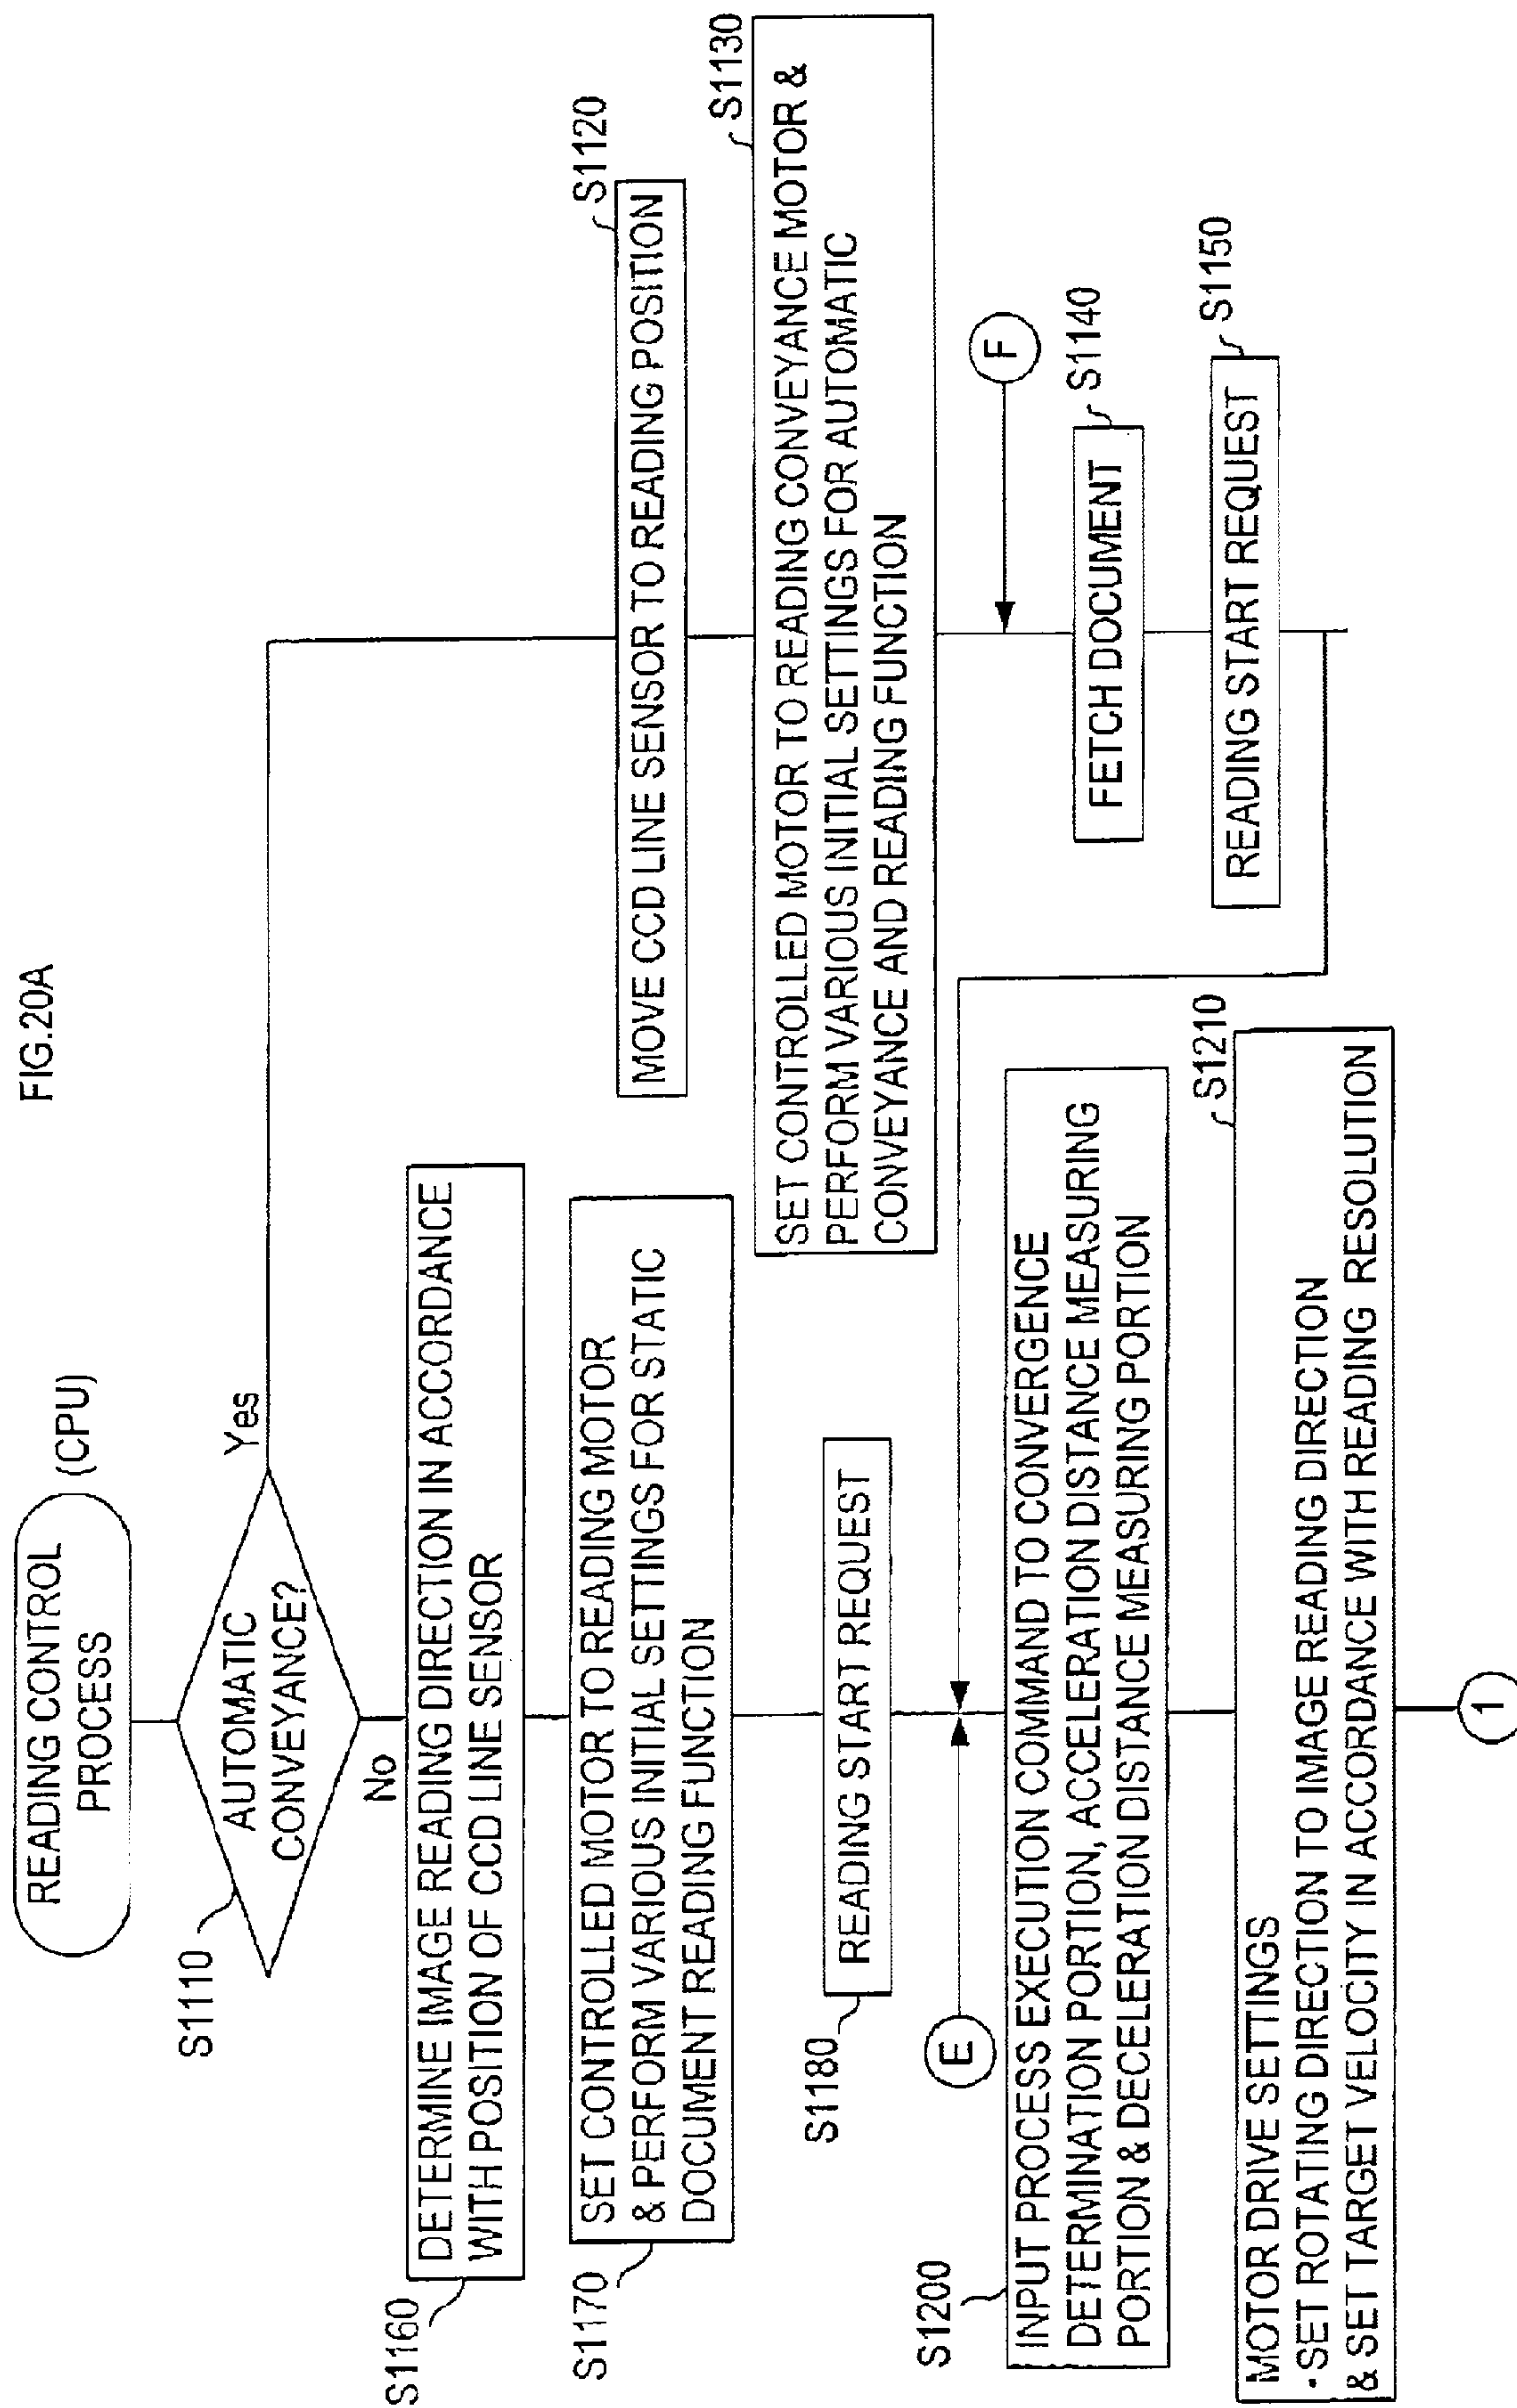 FIG.20A
READING CONTROL
PROCESS
(CPU)
S1110
AUTOMATIC
CONVEYANCE?
Yes
No
S1120
MOVE CCD LINE SENSOR TO READING POSITION
S1130
SET CONTROLLED MOTOR TO READING CONVEYANCE MOTOR &
PERFORM VARIOUS INITIAL SETTINGS FOR AUTOMATIC
CONVEYANCE AND READING FUNCTION
F
S1140
FETCH DOCUMENT
S1150
READING START REQUEST
S1160
DETERMINE IMAGE READING DIRECTION IN ACCORDANCE
WITH POSITION OF CCD LINE SENSOR
S1170
SET CONTROLLED MOTOR TO READING MOTOR
& PERFORM VARIOUS INITIAL SETTINGS FOR STATIC
DOCUMENT READING FUNCTION
S1180
READING START REQUEST
E
S1200
INPUT PROCESS EXECUTION COMMAND TO CONVERGENCE
DETERMINATION PORTION, ACCELERATION DISTANCE MEASURING
PORTION & DECELERATION DISTANCE MEASURING PORTION
S1210
MOTOR DRIVE SETTINGS
・SET ROTATING DIRECTION TO IMAGE READING DIRECTION
& SET TARGET VELOCITY IN ACCORDANCE WITH READING RESOLUTION
1